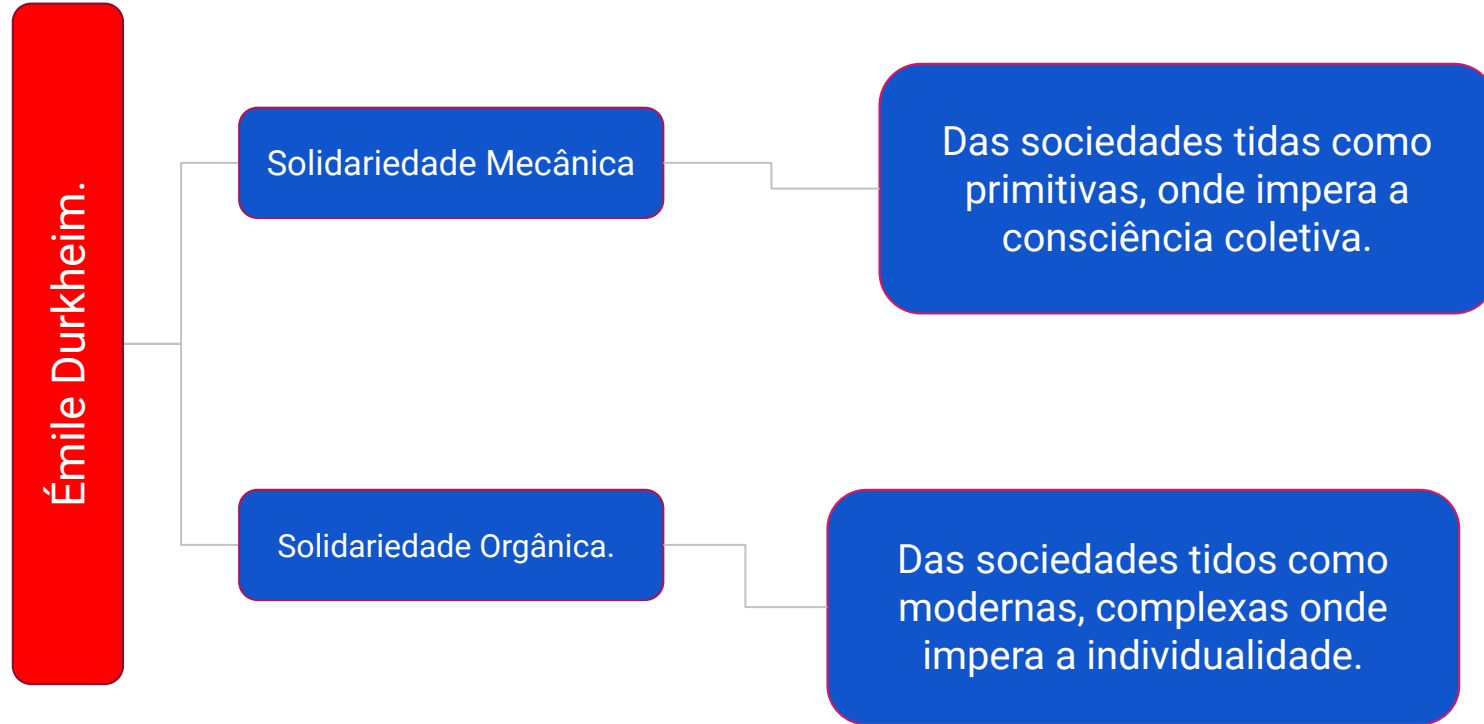 Émile Durkheim.
Solidariedade Mecânica
Das sociedades tidas como
primitivas, onde impera a
consciência coletiva.
Solidariedade Orgânica.
Das sociedades tidos como
modernas, complexas onde
impera a individualidade.